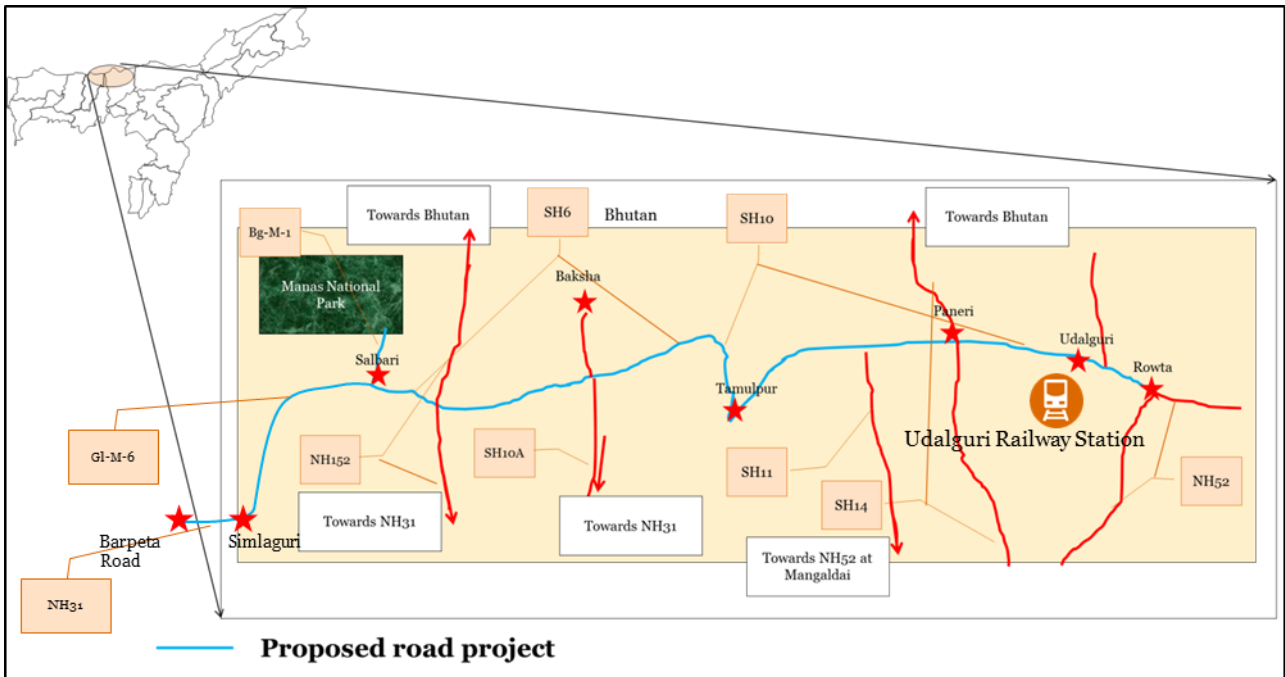 Towards Bhutan
SH6
Bhutan
SH10
Towards Bhutan
Bg-M-1
Baksha
Manas National
Park
Paneri
Salbari
Udalguri
Rowta
Tamulpur
Udalguri Railway Station
Gl-M-6
NH152
SH10A
SH11
SH14
NH52
Towards NH31
Towards NH31
Barpeta
Road
Simlaguri
Towards NH52 at
Mangaldai
NH31
Proposed road project